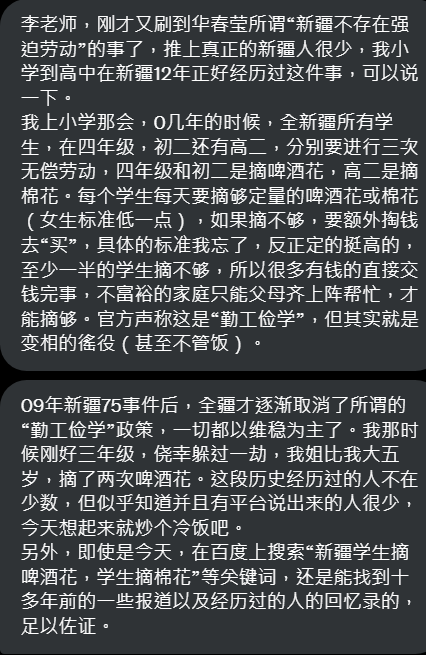 李老师，刚才又刷到华春莹所谓“新疆不存在强
迫劳动”的事了，推上真正的新疆人很少，我小
学到高中在新疆12年正好经历过这件事，可以说
一下。
我上小学那会，0几年的时候，全新疆所有学
生，在四年级，初二还有高二，分别要进行三次
无偿劳动，四年级和初二是摘啤酒花，高二是摘
棉花。每个学生每天要摘够定量的啤酒花或棉花
（女生标准低一点），如果摘不够，要额外掏钱
去“买”，具体的标准我忘了，反正定的挺高的，
至少一半的学生摘不够，所以很多有钱的直接交
钱完事，不富裕的家庭只能父母齐上阵帮忙，才
能摘够。官方声称这是“勤工俭学”，但其实就是
变相的徭役（甚至不管饭）。
09年新疆75事件后，全疆才逐渐取消了所谓的
“勤工俭学”政策，一切都以维稳为主了。我那时
候刚好三年级，侥幸躲过一劫，我姐比我大五
岁，摘了两次啤酒花。这段历史经历过的人不在
少数，但似乎知道并且有平台说出来的人很少，
今天想起来就炒个冷饭吧。
另外，即使是今天，在百度上搜索“新疆学生摘
啤酒花，学生摘棉花”等关键词，还是能找到十
多年前的一些报道以及经历过的人的回忆录的，
足以佐证。